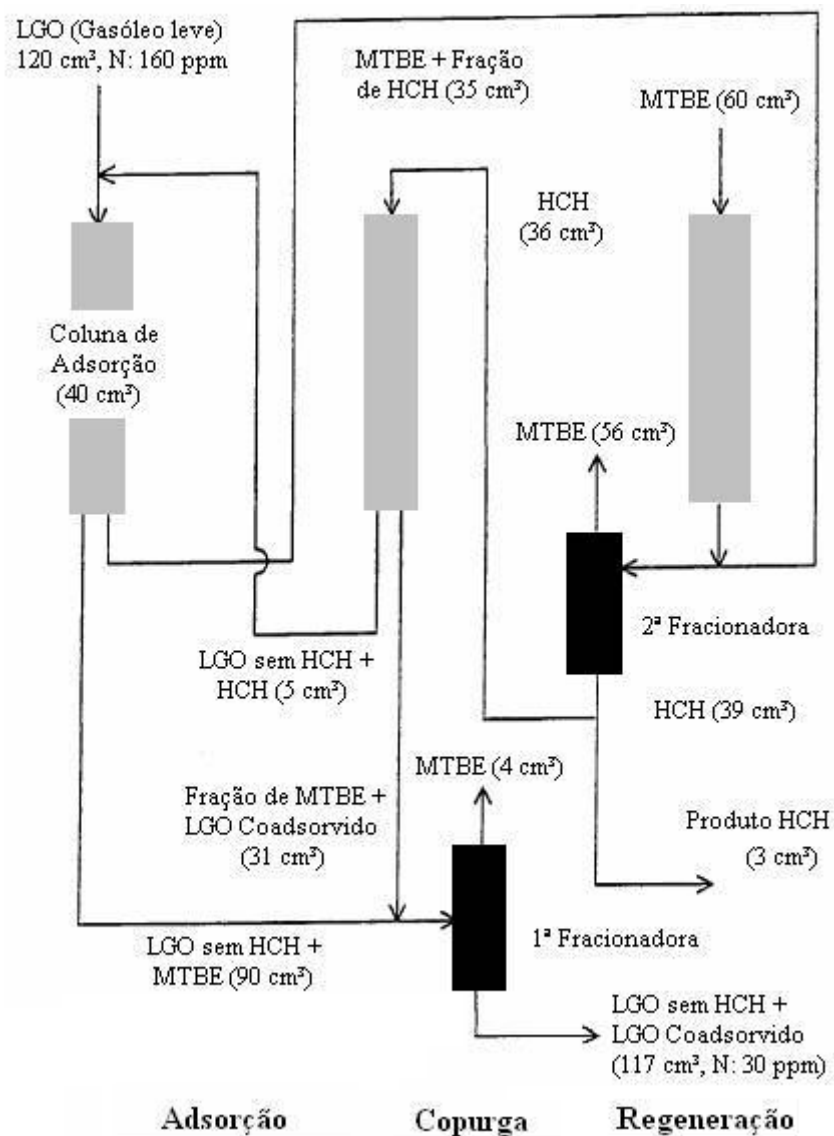 LGO (Gasóleo leve)
120 cm³, N: 160 ppm
MTBE + Fração
de HCH (35 cm³)
MTBE (60 cm³)
HCH
(36 cm³)
Coluna de
Adsorção
(40 cm³)
MTBE (56 cm³)
2ª Fracionadora
LGO sem HCH +
HCH (5 cm³)
HCH (39 cm³)
MTBE (4 cm³)
Fração de MTBE +
LGO Coadsorvido
(31 cm³)
Produto HCH
(3 cm³)
1ª Fracionadora
LGO sem HCH +
MTBE (90 cm³)
LGO sem HCH +
LGO Coadsorvido
(117 cm³, N: 30 ppm)
Adsorção Copurga Regeneração